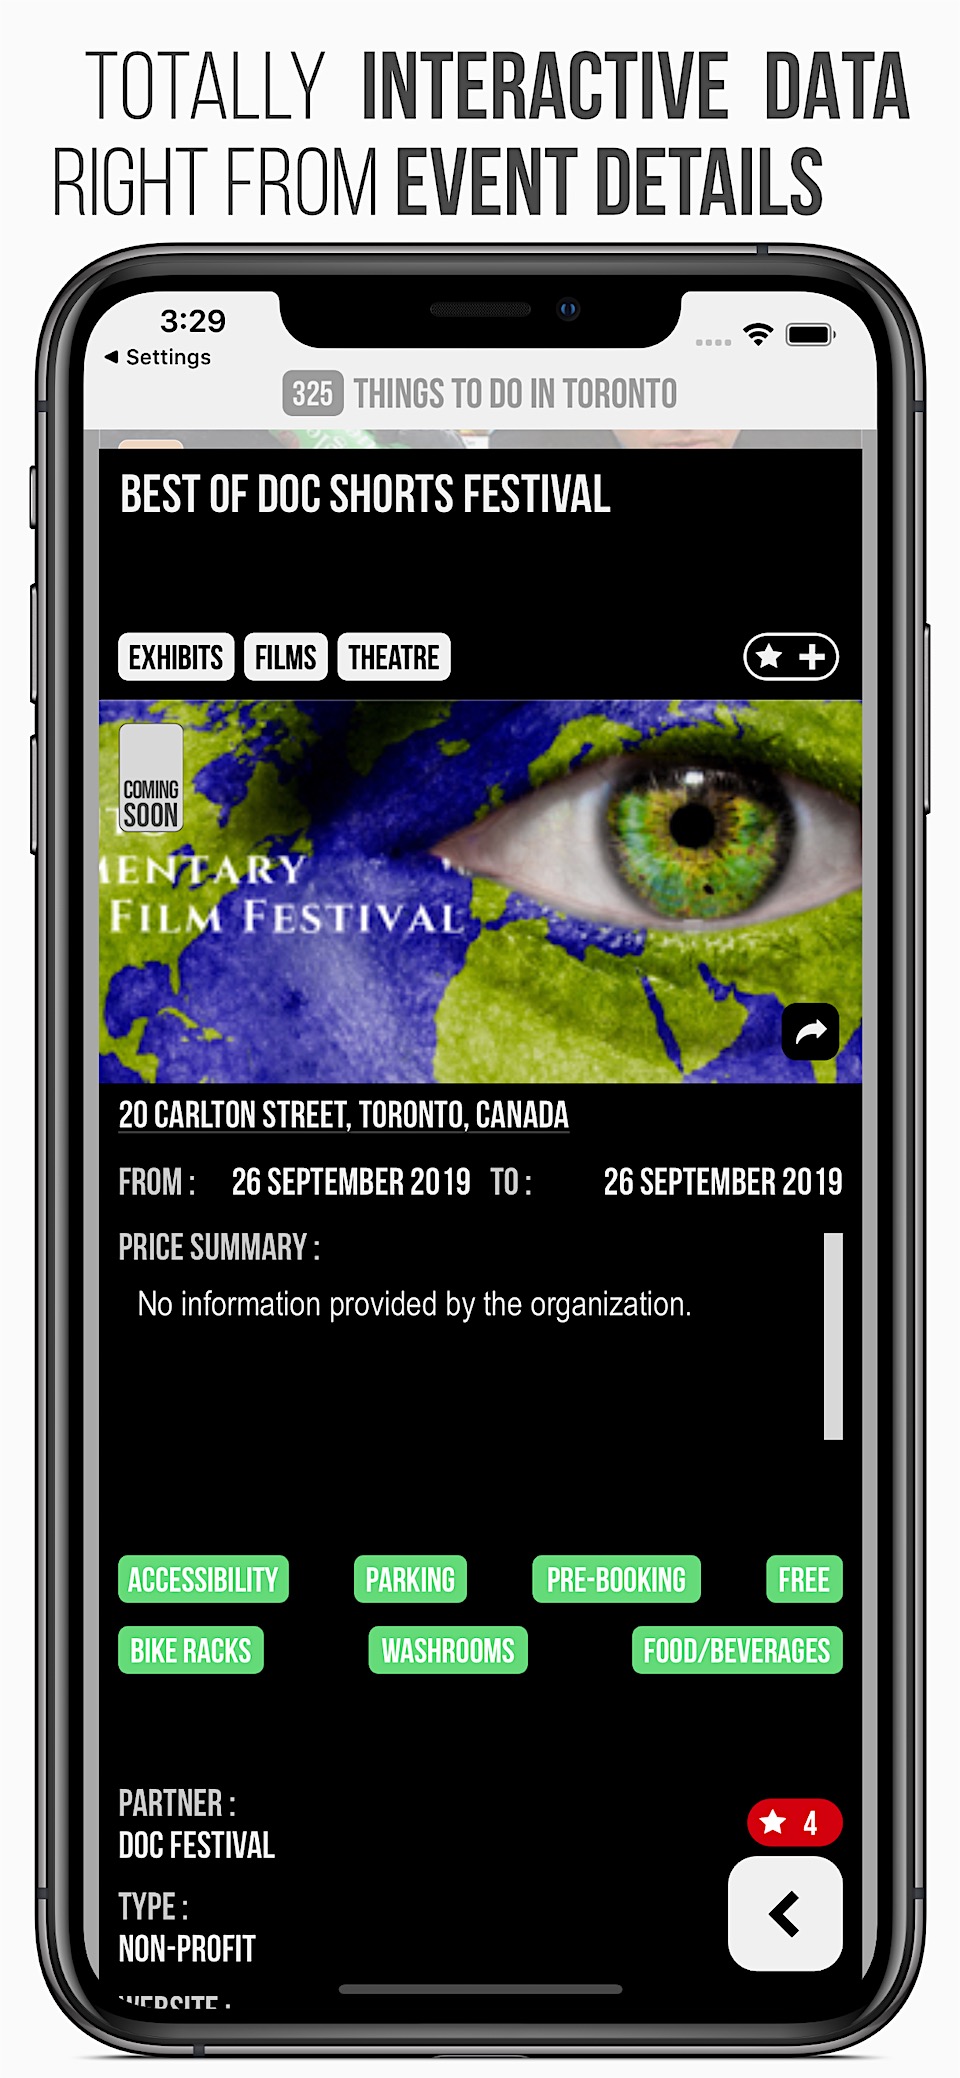 TOTALLY INTERACTIVE DATA
RIGHT FROM EVENT DETAILS
3:29
Settings
325 THINGS TO DO IN TORONTO
BEST OF DOC SHORTS FESTIVAL
EXHIBITS FILMS THEATRE
COMING
SOON
MENTARY
FILM FESTIVAL
20 CARLTON STREET, TORONTO, CANADA
FROM : 26 SEPTEMBER 2019 TO : 26 SEPTEMBER 2019
PRICE SUMMARY :
No information provided by the organization.
ACCESSIBILITY PARKING PRE-BOOKING FREE
BIKE RACKS WASHROOMS FOOD/BEVERAGES
PARTNER :
DOC FESTIVAL
4
TYPE :
NON-PROFIT
WEBSITE :